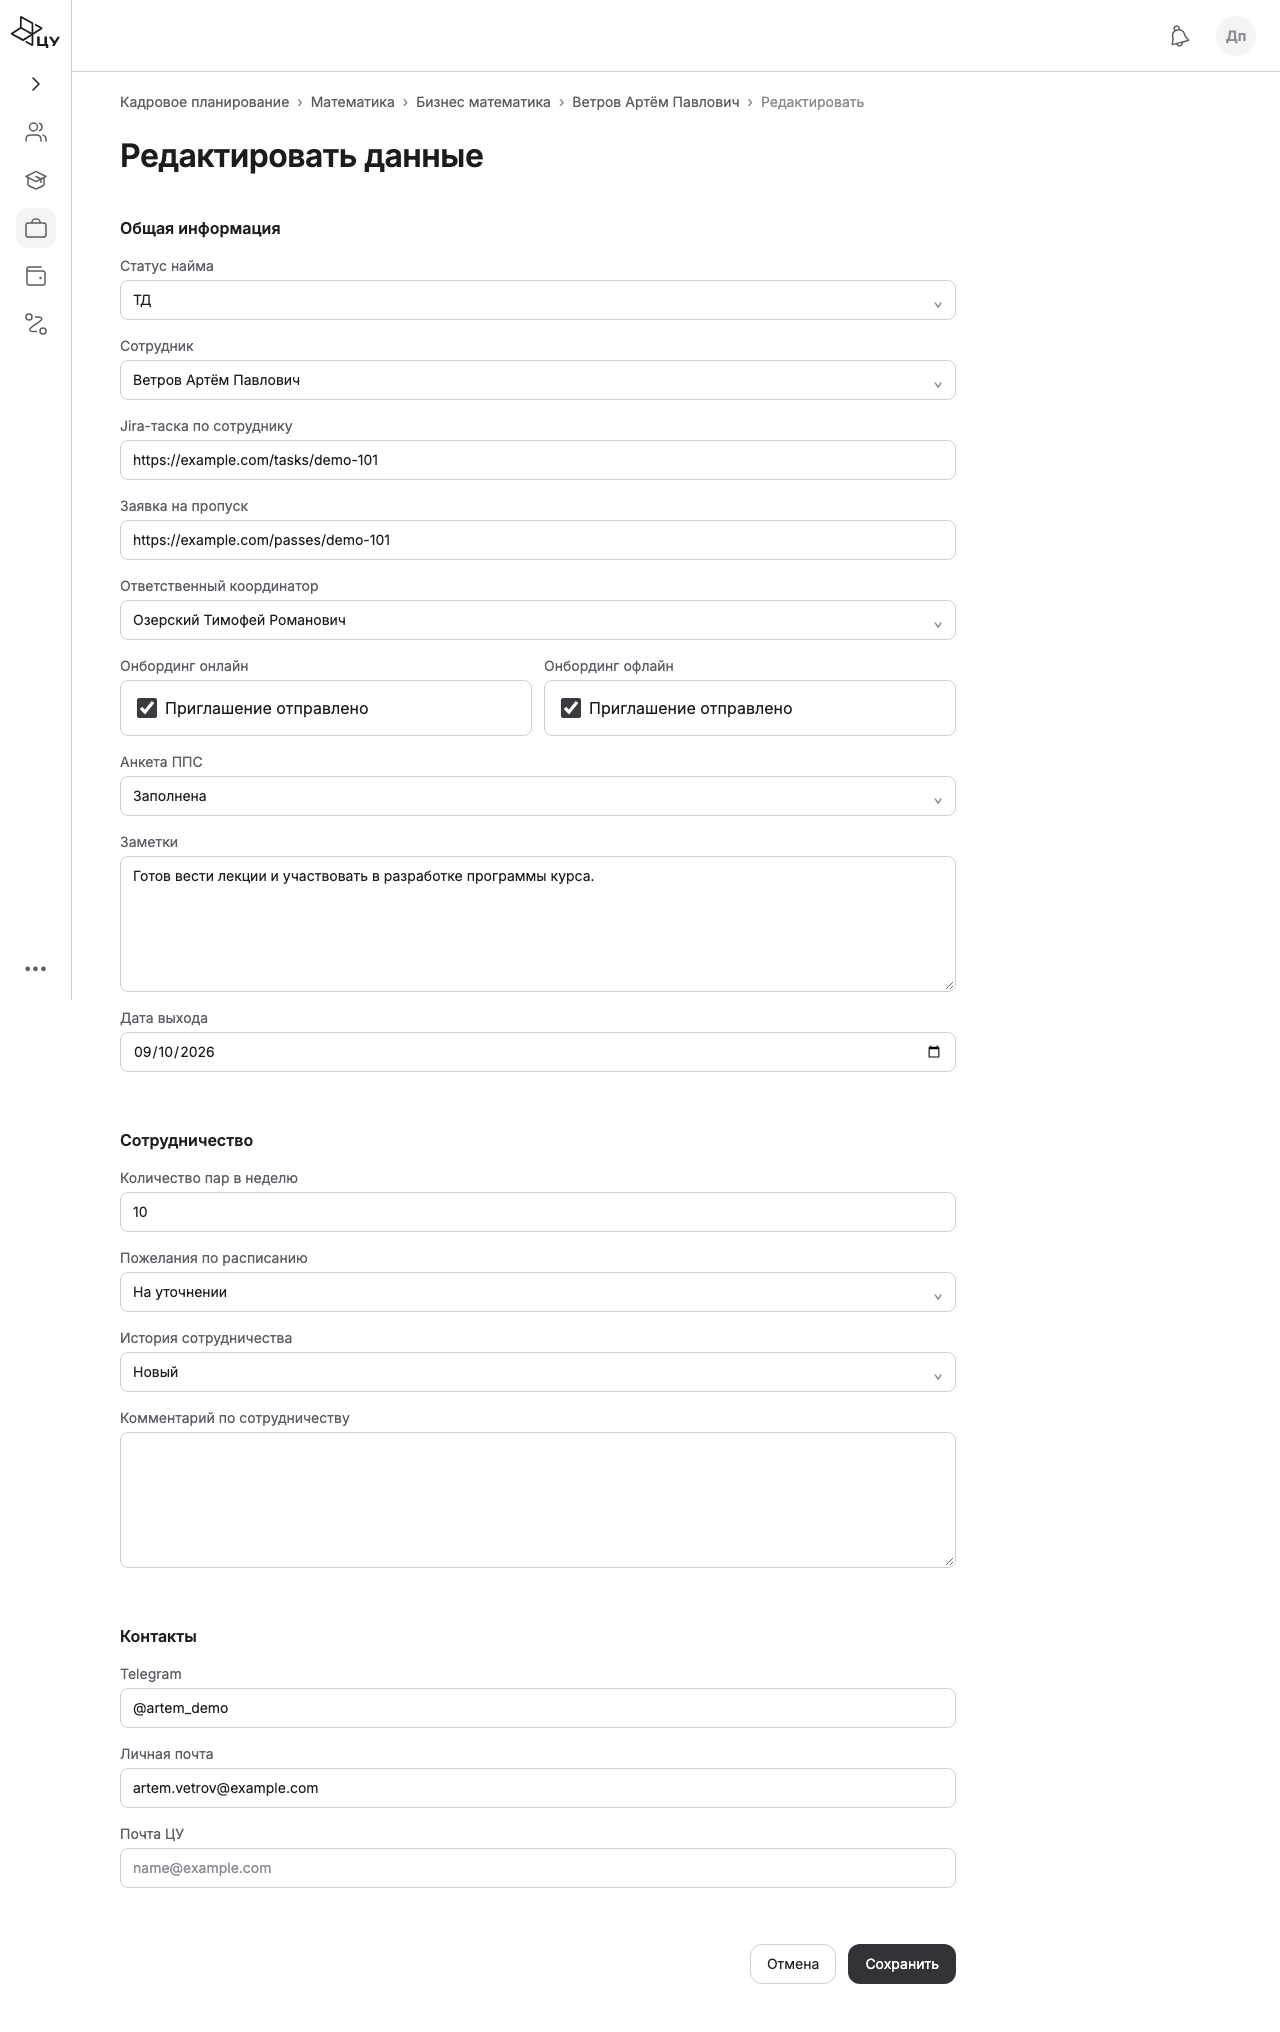 ЦУ
Дп
Кадровое планирование › Математика › Бизнес математика › Ветров Артём Павлович › Редактировать
Редактировать данные
Общая информация
Статус найма
ТД
Сотрудник
Ветров Артём Павлович
Jira-таска по сотруднику
https://example.com/tasks/demo-101
Заявка на пропуск
https://example.com/passes/demo-101
Ответственный координатор
Озерский Тимофей Романович
Онбординг онлайн Онбординг офлайн
Приглашение отправлено Приглашение отправлено
Анкета ППС
Заполнена
Заметки
Готов вести лекции и участвовать в разработке программы курса.
Дата выхода
09/10/2026
Сотрудничество
Количество пар в неделю
10
Пожелания по расписанию
На уточнении
История сотрудничества
Новый
Комментарий по сотрудничеству
Контакты
Telegram
@artem_demo
Личная почта
artem.vetrov@example.com
Почта ЦУ
name@example.com
Отмена Сохранить